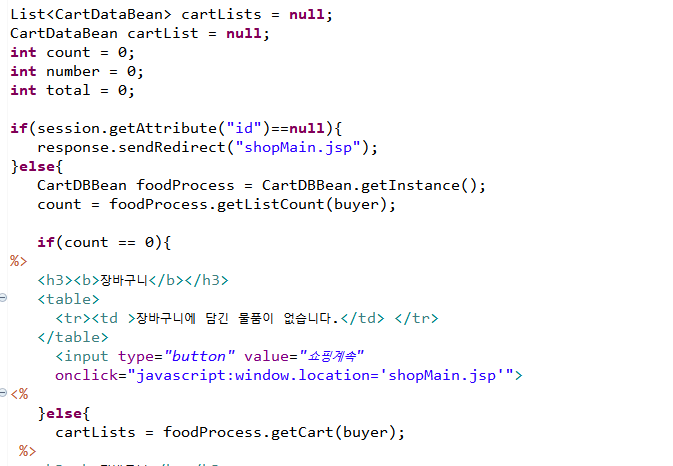 List<CartDataBean> cartLists = null;
CartDataBean cartList = null;
int count = 0;
int number = 0;
int total = 0;
if(session.getAttribute("id")==null){
response.sendRedirect("shopMain.jsp");
}else{
CartDBBean foodProcess = CartDBBean.getInstance();
count = foodProcess.getListCount(buyer);
if(count == 0){
%>
<h3><b>장바구니</b></h3>
<table>
<tr><td >장바구니에 담긴 물품이 없습니다.</td> </tr>
</table>
<input type="button" value="쇼핑계속"
onclick="javascript:window.location='shopMain.jsp'">
<%
}else{
cartLists = foodProcess.getCart(buyer);
%>